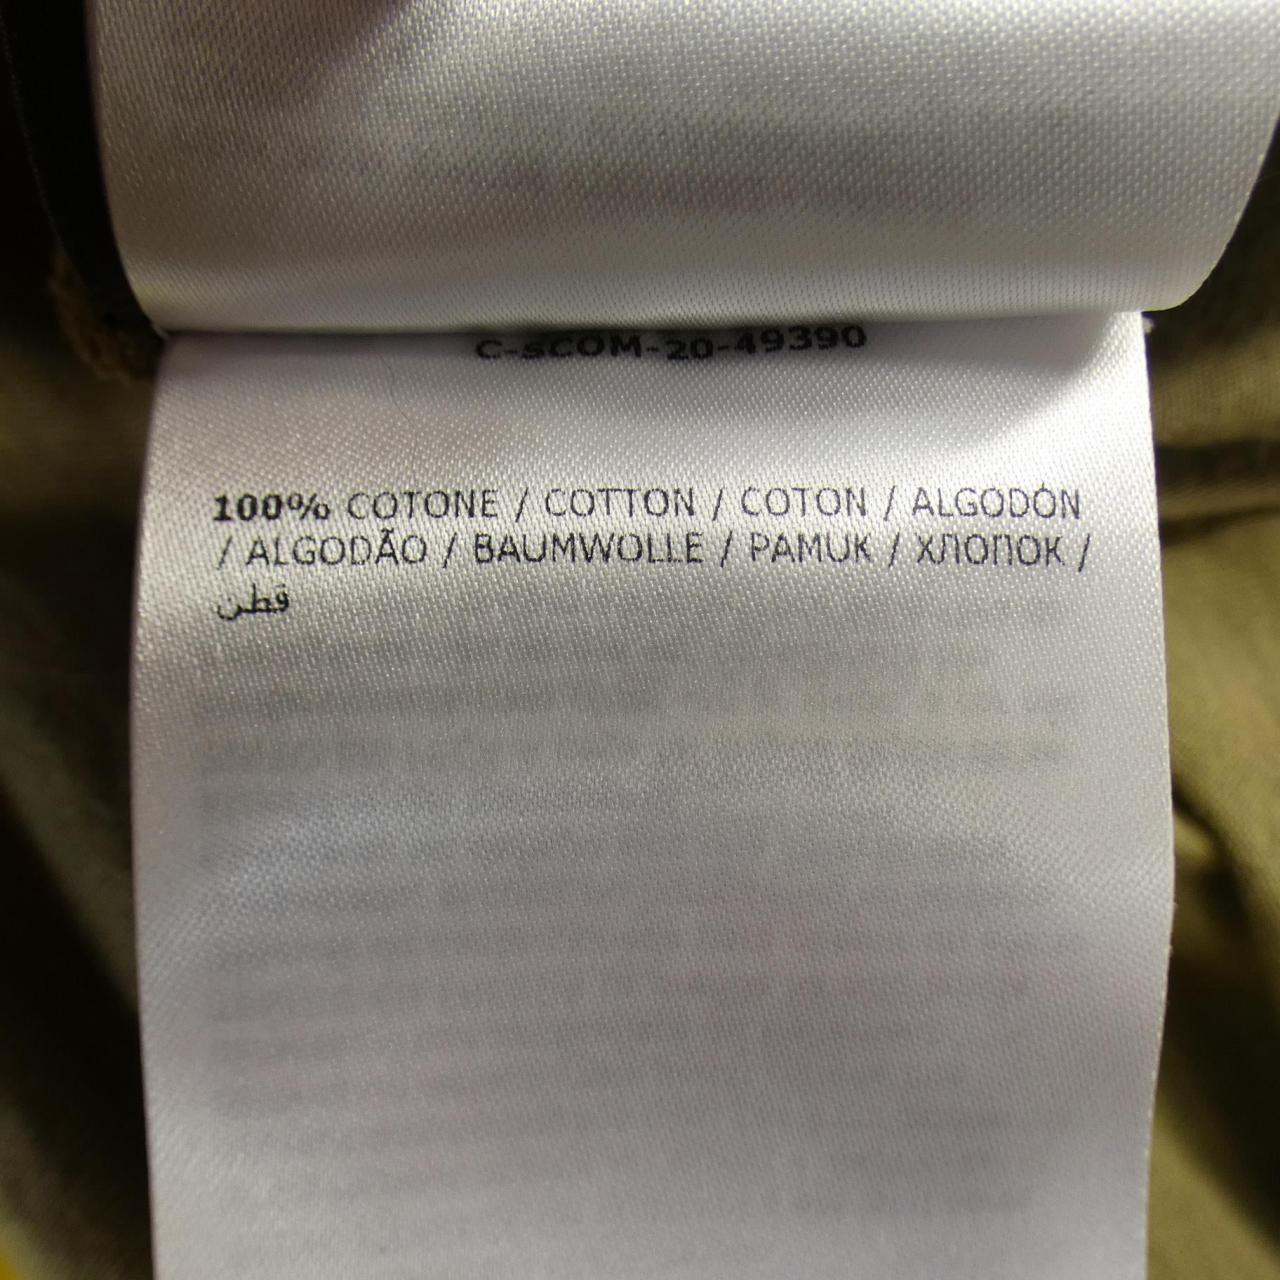 C-SCOM-20-49390
100% COTONE / COTTON / COTON / ALGODÓN
/ ALGODÃO / BAUMWOLLE / PAMUK / ХЛОПОК /
قطن